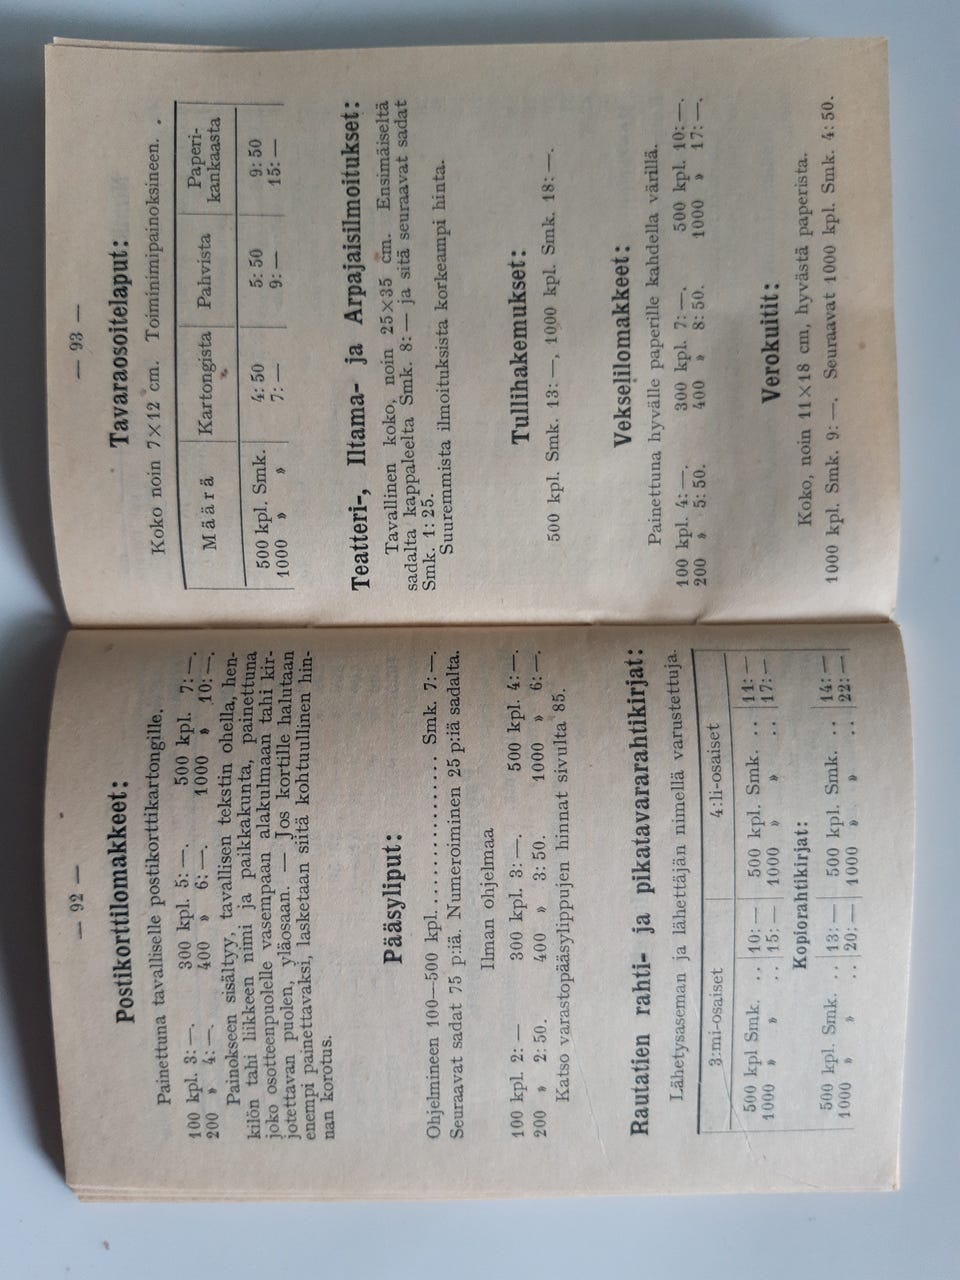 — 92 —
Postikorttilomakkeet:
Painettuna tavalliselle postikorttikartongille.
100 kpl. 3: —. 300 kpl. 5: —. 500 kpl. 7: —.
200 » 4: —. 400 » 6: —. 1000 » 10: —.
Painokseen sisältyy, tavallisen tekstin ohella, hen-
kilön tahi liikkeen nimi ja paikkakunta, painettuna
joko osotteenpuolelle vasempaan alakulmaan tahi kir-
jotettavan puolen, yläosaan. — Jos kortille halutaan
enempi painettavaksi, lasketaan siitä kohtuullinen hin-
nan korotus.
Pääsyliput:
Ohjelmineen 100—500 kpl. . . . . . . . . . . . . . . Smk. 7: —.
Seuraavat sadat 75 p:iä. Numeroiminen 25 p:iä sadalta.
Ilman ohjelmaa
100 kpl. 2: — 300 kpl. 3: —. 500 kpl. 4: —.
200 » 2: 50. 400 » 3: 50. 1000 » 6: —.
Katso varastopääsylippujen hinnat sivulta 85.
Rautatien rahti- ja pikatavararahtikirjat:
Lähetysaseman ja lähettäjän nimellä varustettuja.
3:mi-osaiset 4:li-osaiset
500 kpl Smk. . . 10: — 500 kpl. Smk. . . 11: —
1000 » » . . 15: — 1000 » » . . 17: —
Kopiorahtikirjat:
500 kpl. Smk. . . 13: — 500 kpl. Smk. . . 14: —
1000 » » . . 20: — 1000 » » . . 22: —
— 93 —
Tavaraosoitelaput:
Koko noin 7×12 cm. Toiminimipainoksineen.
Määrä Kartongista Pahvista Paperi-
kankaasta
500 kpl. Smk. 4: 50 5: 50 9: 50
1000 » » 7: — 9: — 15: —
Teatteri-, Iltama- ja Arpajaisilmoitukset:
Tavallinen koko, noin 25×35 cm. Ensimäiseltä
sadalta kappaleelta Smk. 8: — ja sitä seuraavat sadat
Smk. 1: 25.
Suuremmista ilmoituksista korkeampi hinta.
Tullihakemukset:
500 kpl. Smk. 13: —, 1000 kpl. Smk. 18: —.
Vekselilomakkeet:
Painettuna hyvälle paperille kahdella värillä.
100 kpl. 4: —. 300 kpl. 7: —. 500 kpl. 10: —.
200 » 5: 50. 400 » 8: 50. 1000 » 17: —.
Verokuitit:
Koko, noin 11×18 cm, hyvästä paperista.
1000 kpl. Smk. 9: —. Seuraavat 1000 kpl. Smk. 4: 50.